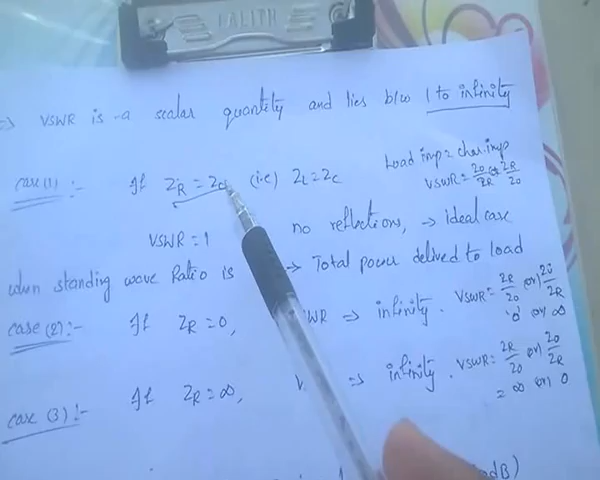 LALITH
=> VSWR is a scalar quantity and lies b/w 1 to infinity
Load imp = char. imp
case(1) :- If ZR = Z0 (i.e) ZL = ZC VSWR = Z0/ZR or ZR/Z0
VSWR = 1 no reflections, → ideal case
when standing wave Ratio is → Total power delived to load
case(2) :- If ZR = 0, WR => infinity. VSWR = ZR/Z0 (or) Z0/ZR
'0' or ∞
case(3) :- If ZR = ∞, V => infinity. VSWR = ZR/Z0 (or) Z0/ZR
= ∞ (or) 0
dB)